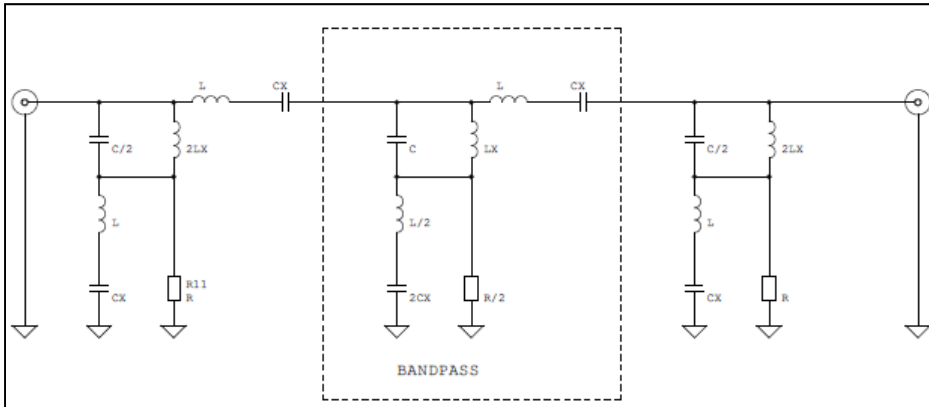 L
CX
L
CX
C/2
2LX
C
LX
C/2
2LX
L
L/2
L
R11
CX
R
2CX
R/2
CX
R
BANDPASS